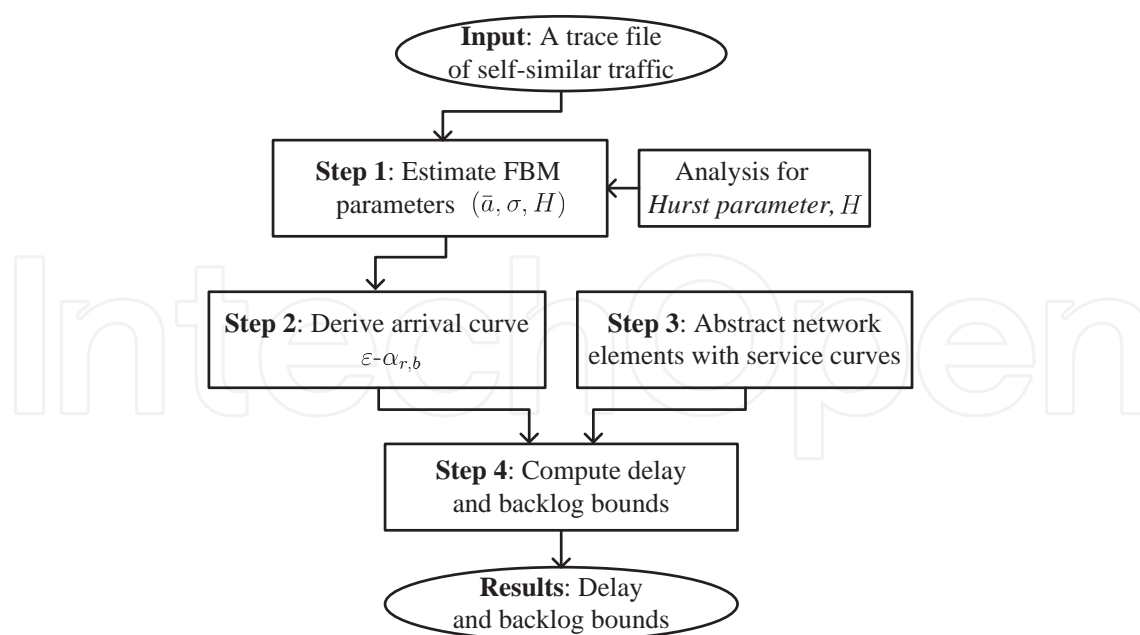 Input: A trace file
of self-similar traffic
Step 1: Estimate FBM
parameters (ā, σ, H)
Analysis for
Hurst parameter, H
Step 2: Derive arrival curve
ε-α_{r,b}
Step 3: Abstract network
elements with service curves
Step 4: Compute delay
and backlog bounds
Results: Delay
and backlog bounds
IntechOpen